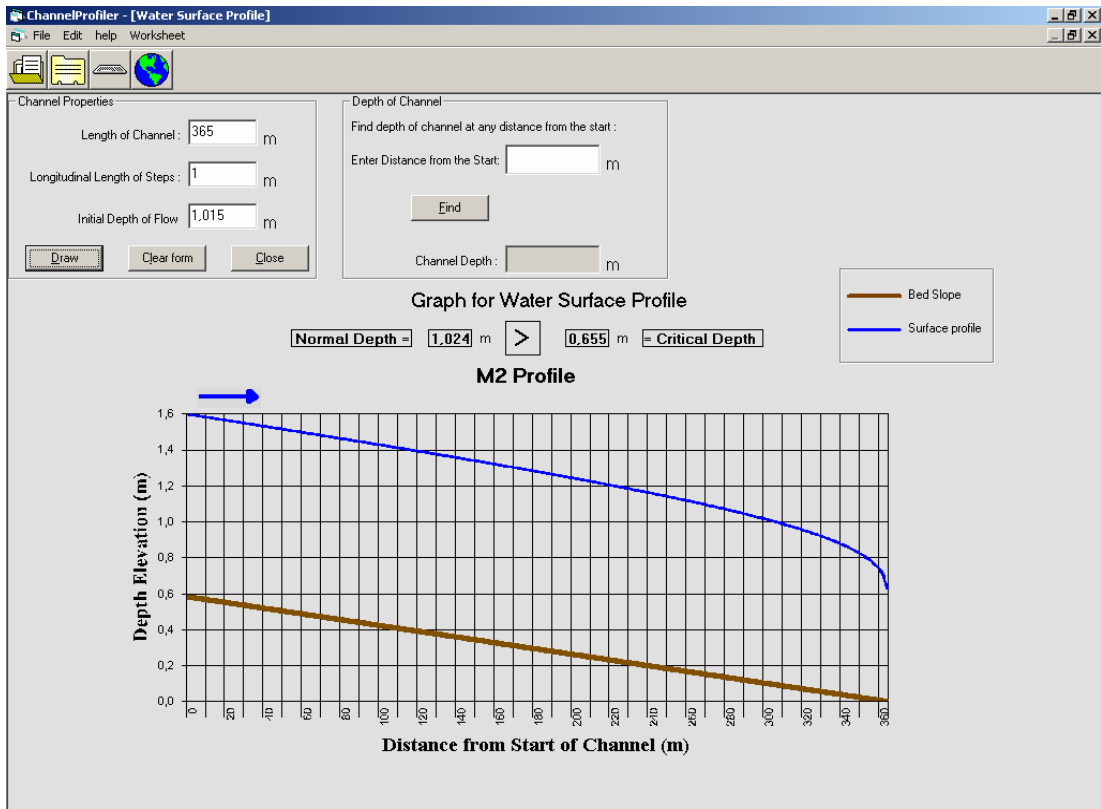 ChannelProfiler - [Water Surface Profile]
File Edit help Worksheet
Channel Properties
Length of Channel : 365 m
Longitudinal Length of Steps : 1 m
Initial Depth of Flow 1,015 m
Draw Clear form Close
Depth of Channel
Find depth of channel at any distance from the start :
Enter Distance from the Start: m
Find
Channel Depth : m
Bed Slope
Surface profile
Graph for Water Surface Profile
Normal Depth = 1,024 m > 0,655 m = Critical Depth
M2 Profile
Depth Elevation (m)
1,6
1,4
1,2
1,0
0,8
0,6
0,4
0,2
0,0
0 20 40 60 80 100 120 140 160 180 200 220 240 260 280 300 320 340 360
Distance from Start of Channel (m)